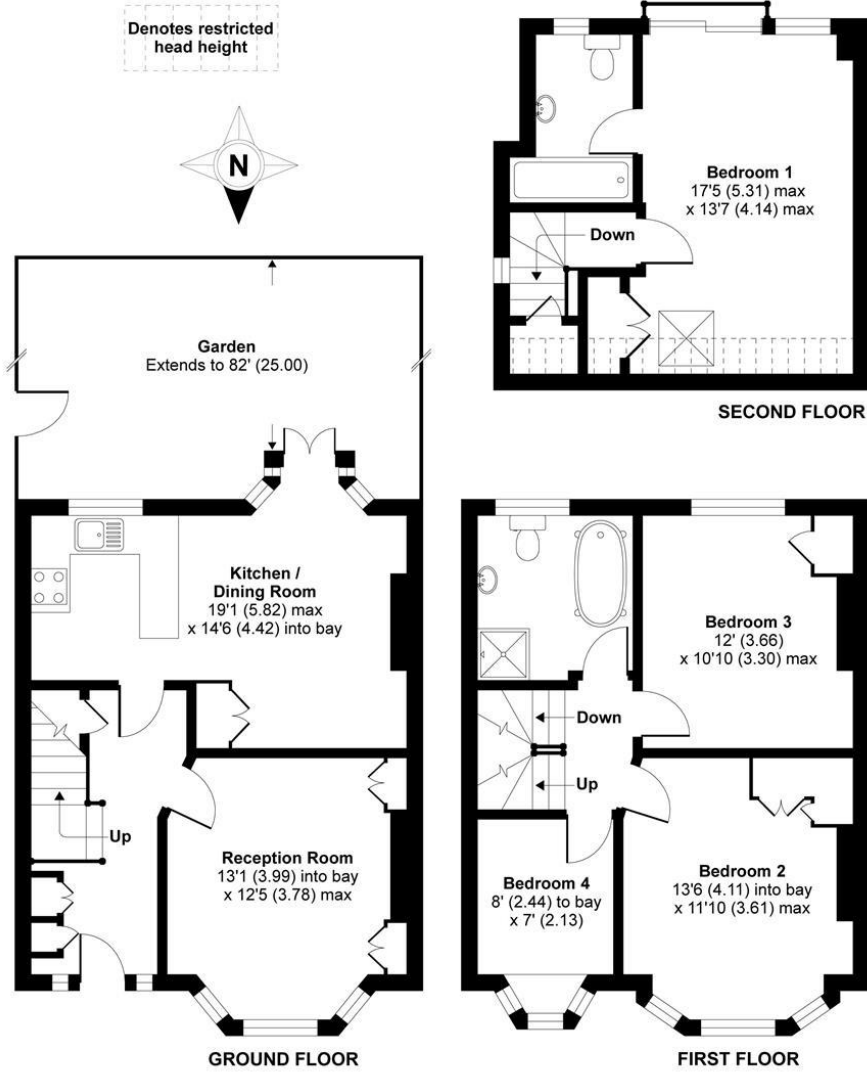 Denotes restricted
head height
N
Bedroom 1
17'5 (5.31) max
x 13'7 (4.14) max
Down
SECOND FLOOR
Garden
Extends to 82' (25.00)
Kitchen /
Dining Room
19'1 (5.82) max
x 14'6 (4.42) into bay
Up
Reception Room
13'1 (3.99) into bay
x 12'5 (3.78) max
GROUND FLOOR
Bedroom 3
12' (3.66)
x 10'10 (3.30) max
Down
Up
Bedroom 4
8' (2.44) to bay
x 7' (2.13)
Bedroom 2
13'6 (4.11) into bay
x 11'10 (3.61) max
FIRST FLOOR